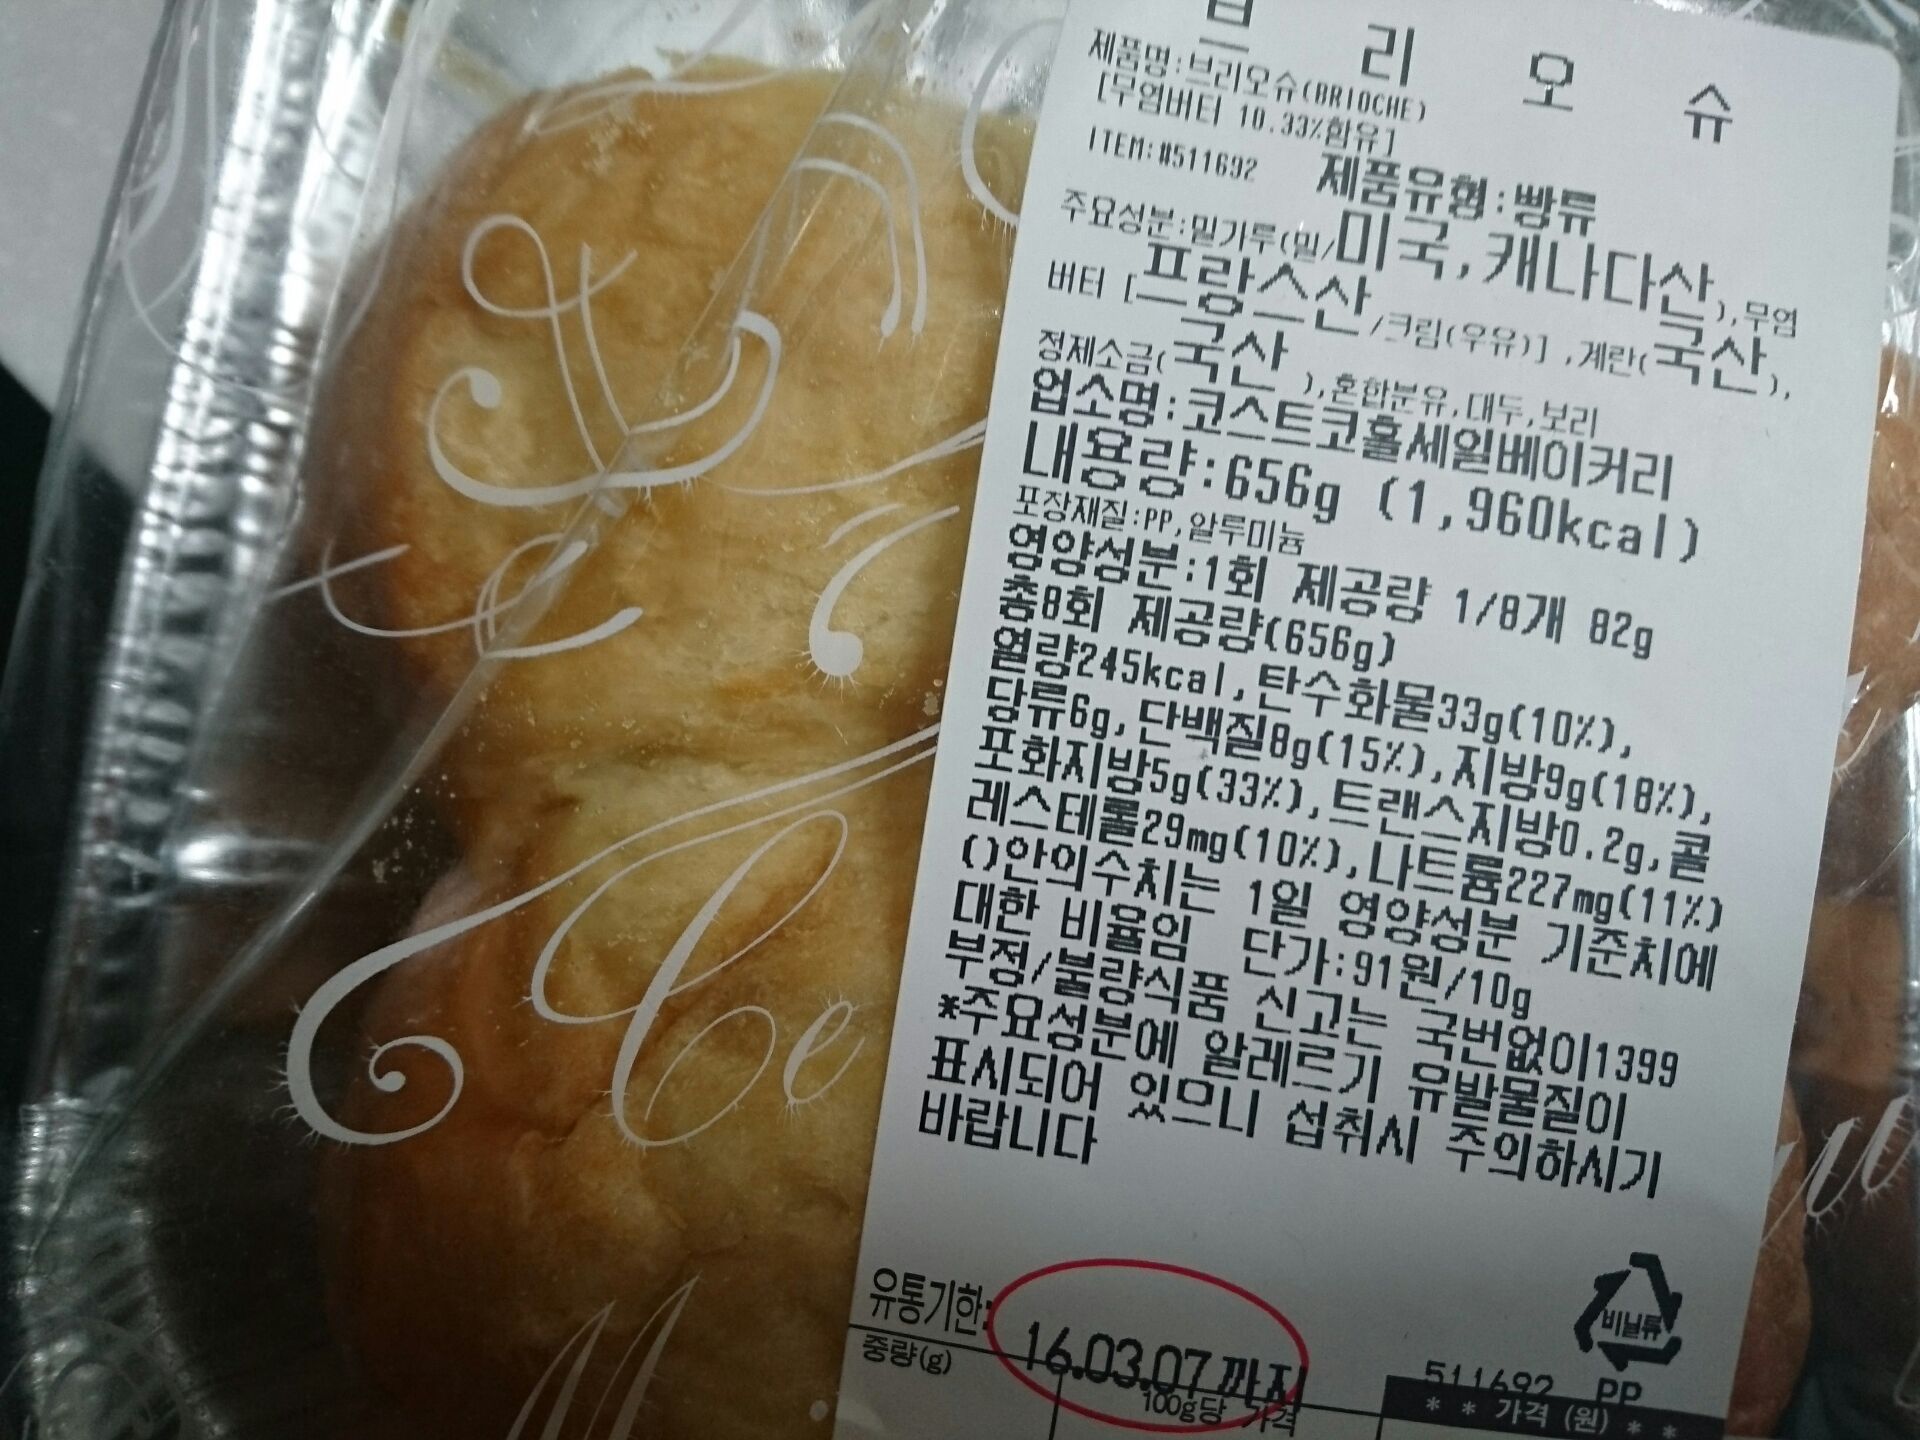 브 리 오 슈
제품명:브리오슈(BRIOCHE)
[무염버터 10.33%함유]
ITEM:#511692 제품유형:빵류
주요성분:밀가루(밀/미국,캐나다산),무염
버터 [프랑스산/크림(우유)],계란(국산),
정제소금(국산),혼합분유,대두,보리
업소명:코스트코홀세일베이커리
내용량:656g (1,960kcal)
포장재질:PP,알루미늄
영양성분:1회 제공량 1/8개 82g
총8회 제공량(656g)
열량245kcal,탄수화물33g(10%),
당류6g,단백질8g(15%),지방9g(18%),
포화지방5g(33%),트랜스지방0.2g,콜
레스테롤29mg(10%),나트륨227mg(11%)
()안의수치는 1일 영양성분 기준치에
대한 비율임 단가:91원/10g
부정/불량식품 신고는 국번없이1399
*주요성분에 알레르기 유발물질이
표시되어 있으니 섭취시 주의하시기
바랍니다
비닐류
유통기한: 16.03.07까지
511692 PP
중량(g) 100g당 가격 * * 가격 (원) * *